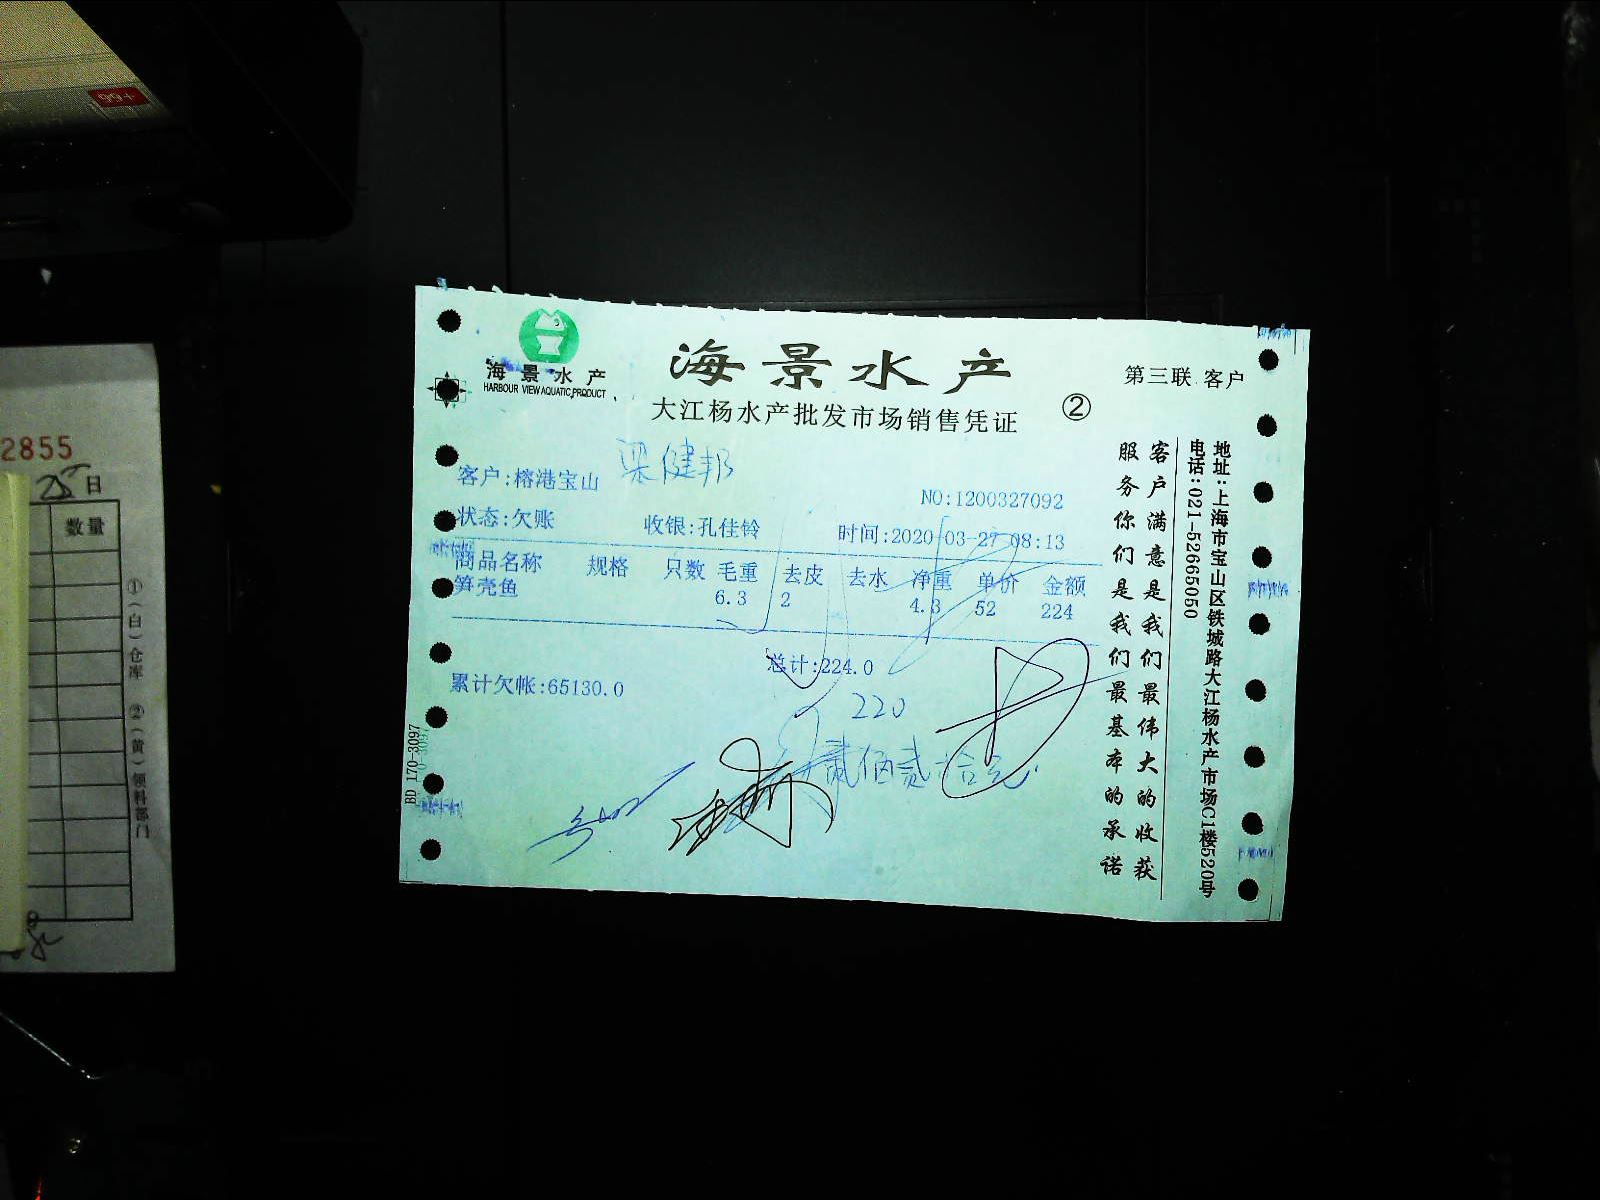 海景水产
HARBOUR VIEW AQUATIC PRODUCT
海景水产
大江杨水产批发市场销售凭证
②
第三联 客户
客户:榕港宝山 梁健邦
NO:1200327092
状态:欠账 收银:孔佳铃 时间:2020-03-27 08:13
商品名称 规格 只数 毛重 去皮 去水 净重 单价 金额
笋壳鱼 6.3 2 4.3 52 224
总计:224.0
累计欠帐:65130.0
220
贰佰贰拾元
客户满意是我们最伟大的收获
服务你们是我们最基本的承诺
地址:上海市宝山区铁城路大江杨水产市场C1楼520号
电话:021-52665050
BD 170-3097
2855
25日
数量
①(白)仓库 ②(黄)领料部门
+66